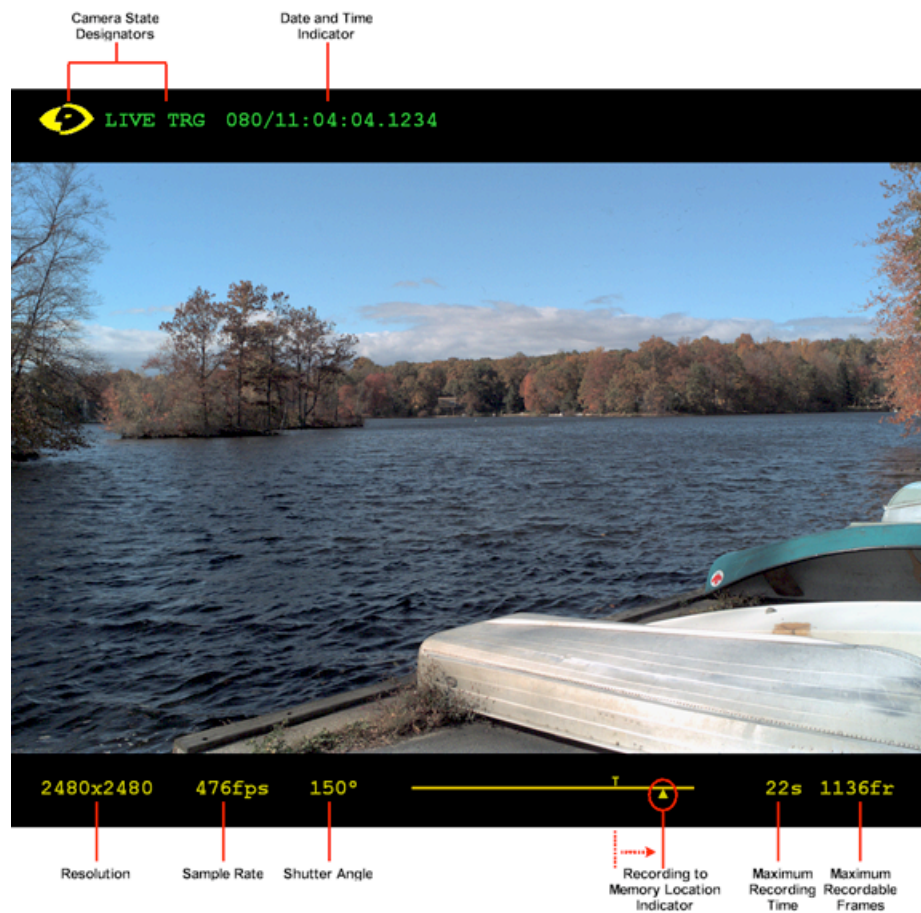 Camera State
Designators
Date and Time
Indicator
LIVE TRG 080/11:04:04.1234
2480x2480 476fps 150° T 22s 1136fr
Resolution
Sample Rate
Shutter Angle
Recording to
Memory Location
Indicator
Maximum
Recording
Time
Maximum
Recordable
Frames